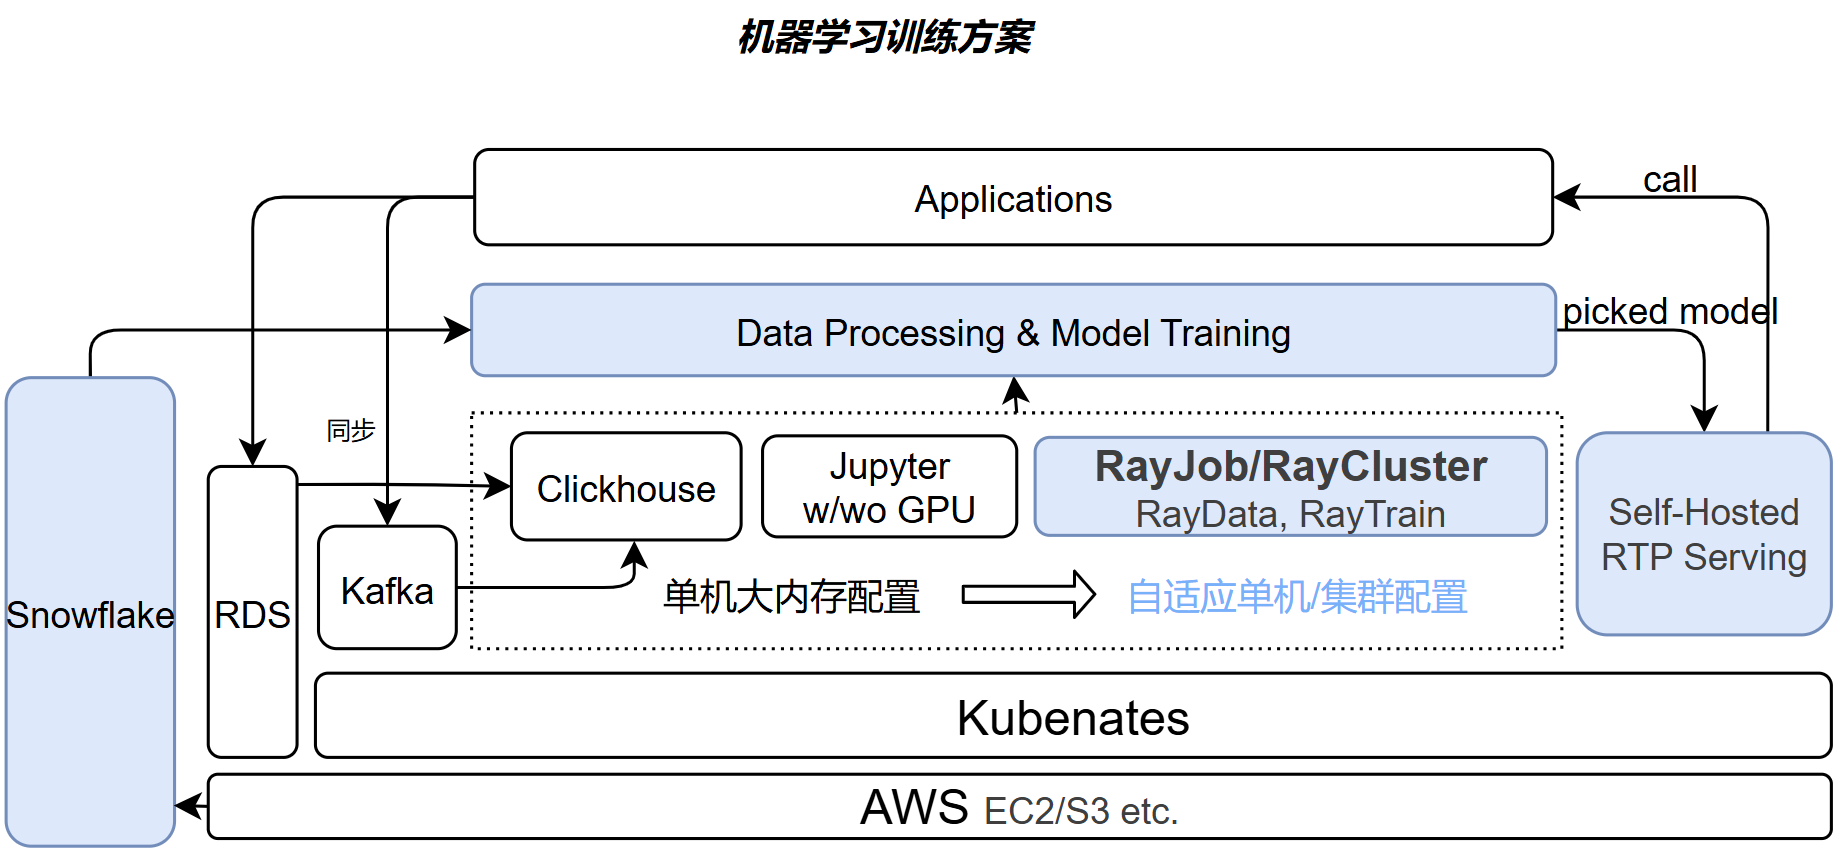 机器学习训练方案
Applications
call
Data Processing & Model Training
picked model
同步
Clickhouse
Jupyter
w/wo GPU
RayJob/RayCluster
RayData, RayTrain
Self-Hosted
RTP Serving
Snowflake
RDS
Kafka
单机大内存配置
自适应单机/集群配置
Kubenates
AWS EC2/S3 etc.